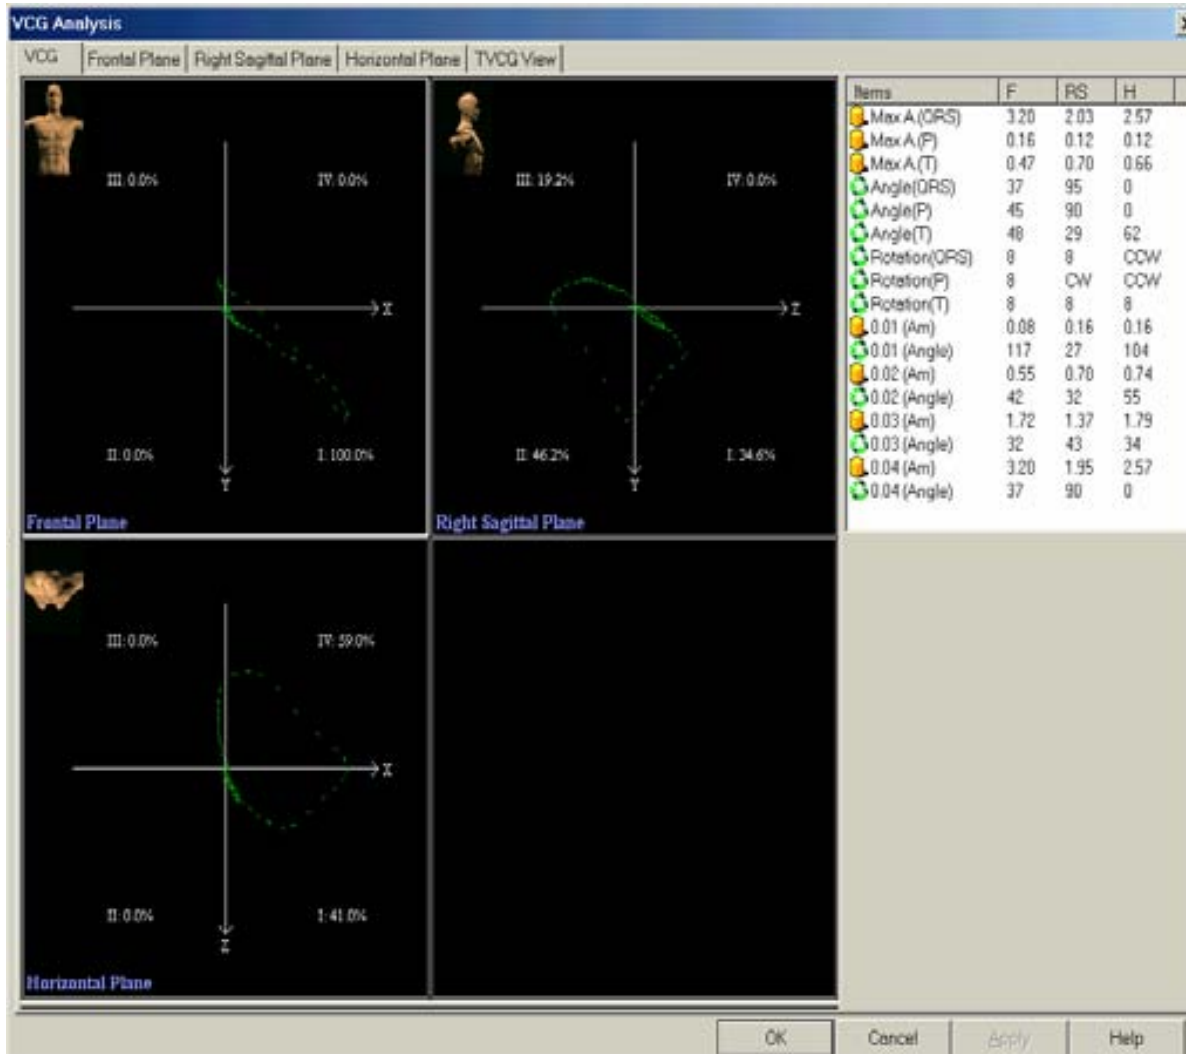 VCG Analysis
VCG Frontal Plane Right Sagittal Plane Horizontal Plane TVCG View
III: 0.0% IV: 0.0%
X
II: 0.0% I: 100.0%
Y
Frontal Plane
III: 19.2% IV: 0.0%
Z
II: 46.2% I: 34.6%
Y
Right Sagittal Plane
III: 0.0% IV: 59.0%
X
II: 0.0% I: 41.0%
Z
Horizontal Plane
Items F RS H
Max A.(QRS) 3.20 2.03 2.57
Max A.(P) 0.16 0.12 0.12
Max A.(T) 0.47 0.70 0.66
Angle(QRS) 37 95 0
Angle(P) 45 90 0
Angle(T) 48 29 62
Rotation(QRS) 8 8 CCW
Rotation(P) 8 CW CCW
Rotation(T) 8 8 8
0.01 (Am) 0.08 0.16 0.16
0.01 (Angle) 117 27 104
0.02 (Am) 0.55 0.70 0.74
0.02 (Angle) 42 32 55
0.03 (Am) 1.72 1.37 1.79
0.03 (Angle) 32 43 34
0.04 (Am) 3.20 1.95 2.57
0.04 (Angle) 37 90 0
OK Cancel Apply Help